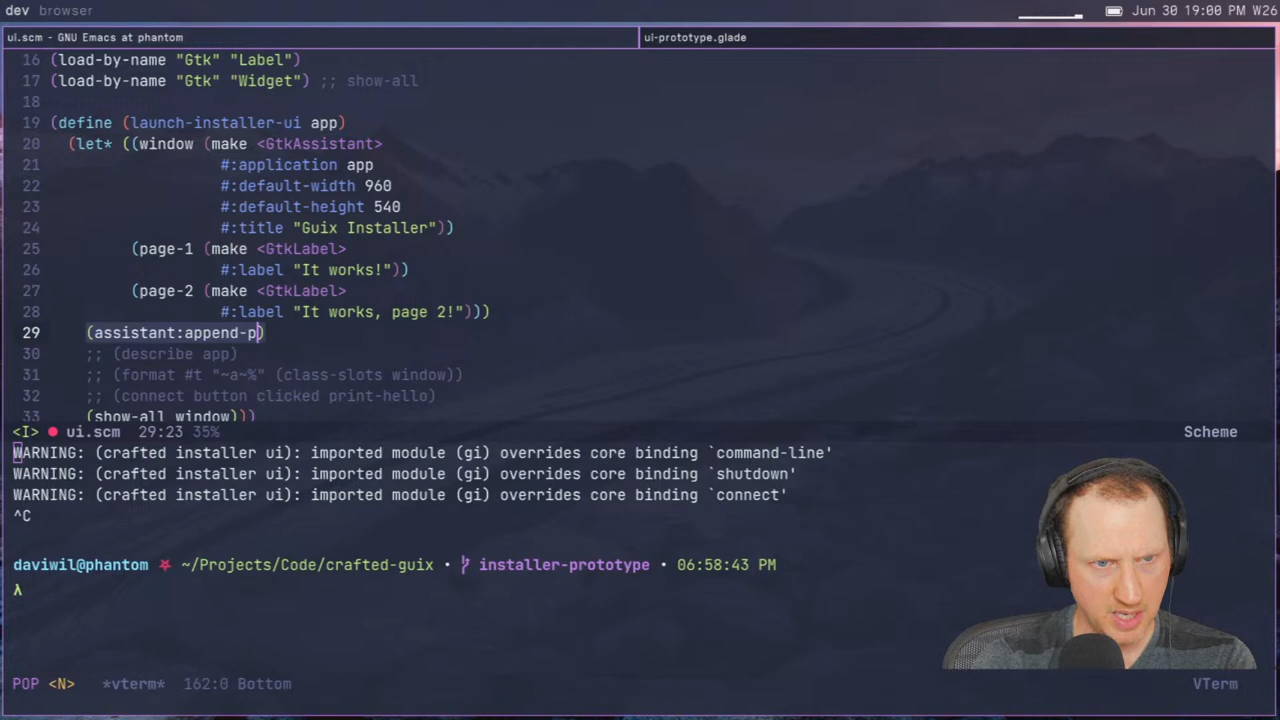 dev browser
Jun 30 19:00 PM W26
ui.scm - GNU Emacs at phantom
ui-prototype.glade
16 (load-by-name "Gtk" "Label")
17 (load-by-name "Gtk" "Widget") ;; show-all
18
19 (define (launch-installer-ui app)
20 (let* ((window (make <GtkAssistant>
21 #:application app
22 #:default-width 960
23 #:default-height 540
24 #:title "Guix Installer"))
25 (page-1 (make <GtkLabel>
26 #:label "It works!"))
27 (page-2 (make <GtkLabel>
28 #:label "It works, page 2!")))
29 (assistant:append-p)
30 ;; (describe app)
31 ;; (format #t "~a~%" (class-slots window))
32 ;; (connect button clicked print-hello)
33 (show-all window)))
<I> ● ui.scm 29:23 35% Scheme
WARNING: (crafted installer ui): imported module (gi) overrides core binding `command-line'
WARNING: (crafted installer ui): imported module (gi) overrides core binding `shutdown'
WARNING: (crafted installer ui): imported module (gi) overrides core binding `connect'
^C
daviwil@phantom ~/Projects/Code/crafted-guix • installer-prototype • 06:58:43 PM
λ
POP <N> *vterm* 162:0 Bottom VTerm